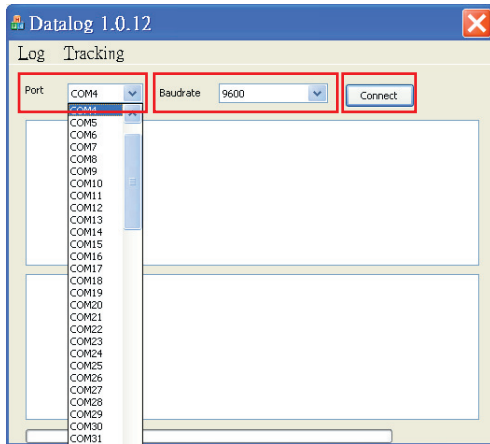 Datalog 1.0.12
Log Tracking
Port COM4 Baudrate 9600 Connect
COM4
COM5
COM6
COM7
COM8
COM9
COM10
COM11
COM12
COM13
COM14
COM15
COM16
COM17
COM18
COM19
COM20
COM21
COM22
COM23
COM24
COM25
COM26
COM27
COM28
COM29
COM30
COM31